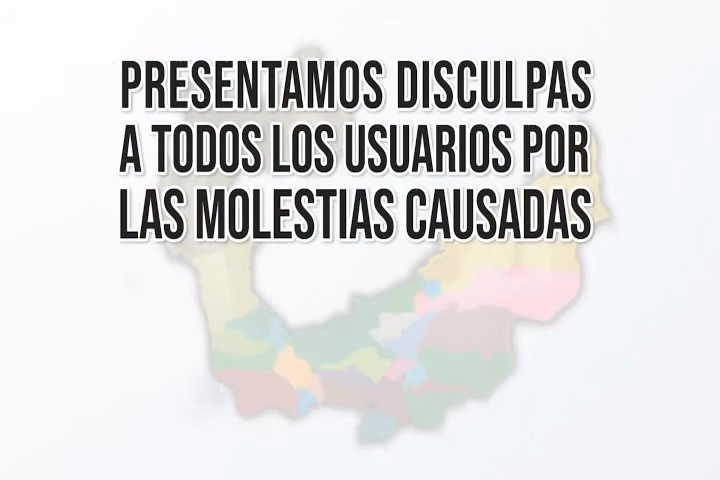 PRESENTAMOS DISCULPAS
A TODOS LOS USUARIOS POR
LAS MOLESTIAS CAUSADAS